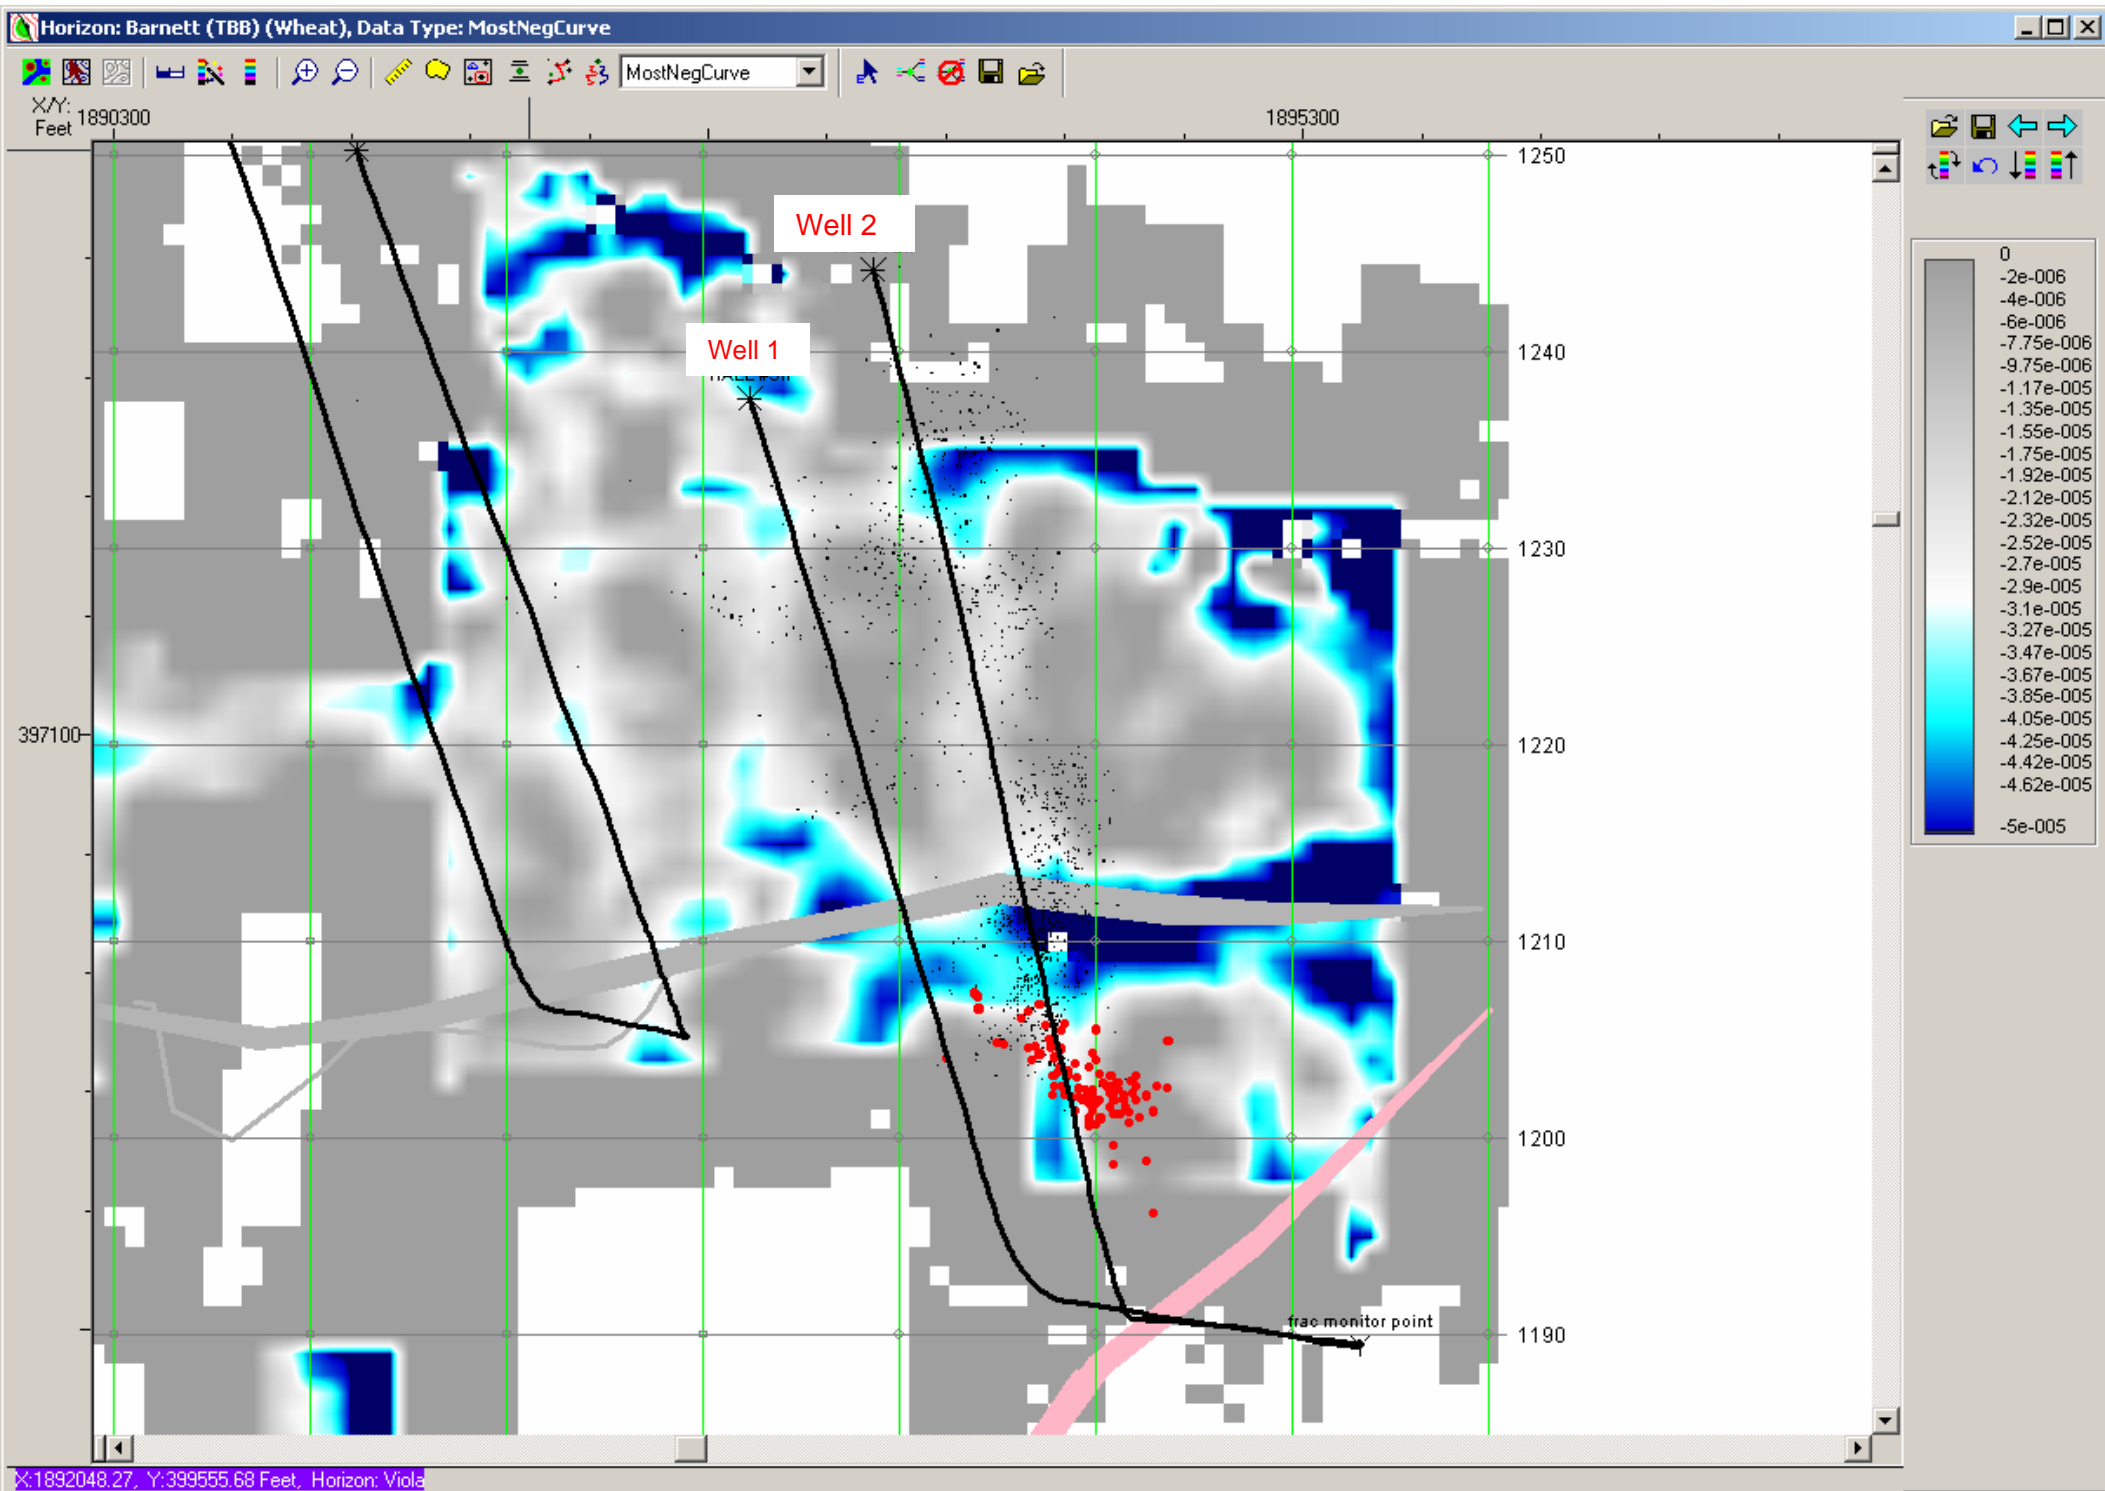 Horizon: Barnett (TBB) (Wheat), Data Type: MostNegCurve
MostNegCurve
X/Y:
Feet
1890300
1895300
397100
Well 2
Well 1
1250
1240
1230
1220
1210
1200
1190
frac monitor point
0
-2e-006
-4e-006
-6e-006
-7.75e-006
-9.75e-006
-1.17e-005
-1.35e-005
-1.55e-005
-1.75e-005
-1.92e-005
-2.12e-005
-2.32e-005
-2.52e-005
-2.7e-005
-2.9e-005
-3.1e-005
-3.27e-005
-3.47e-005
-3.67e-005
-3.85e-005
-4.05e-005
-4.25e-005
-4.42e-005
-4.62e-005
-5e-005
X:1892048.27, Y:399555.68 Feet, Horizon: Viola